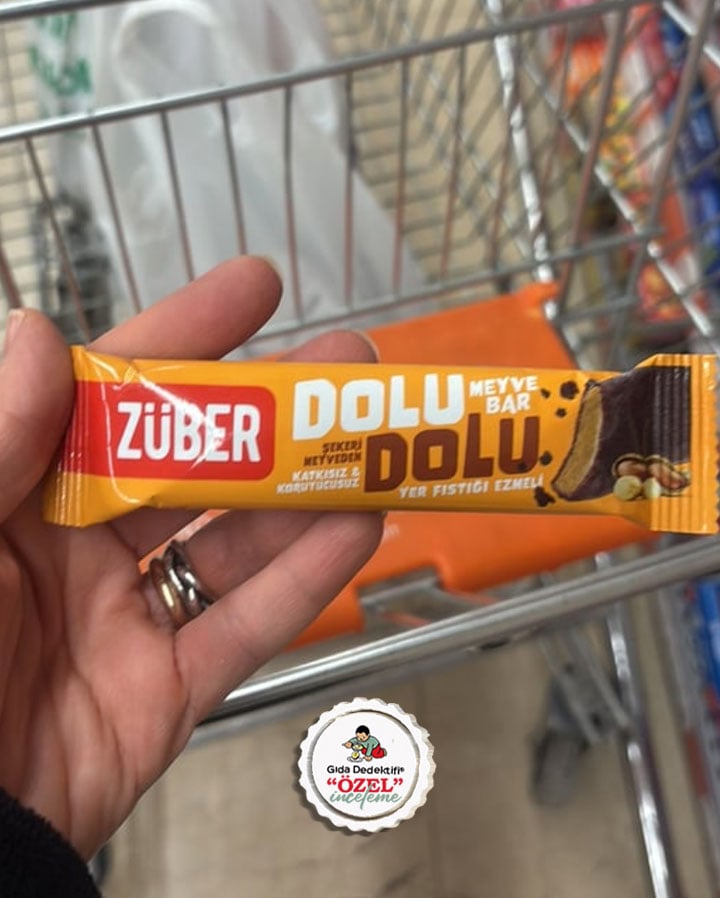 ZÜBER
DOLU
DOLU
MEYVE
BAR
ŞEKERİ
MEYVEDEN
KATKISIZ &
KORUYUCUSUZ
YER FISTIĞI EZMELİ
Gıda Dedektifi®
“ÖZEL”
inceleme